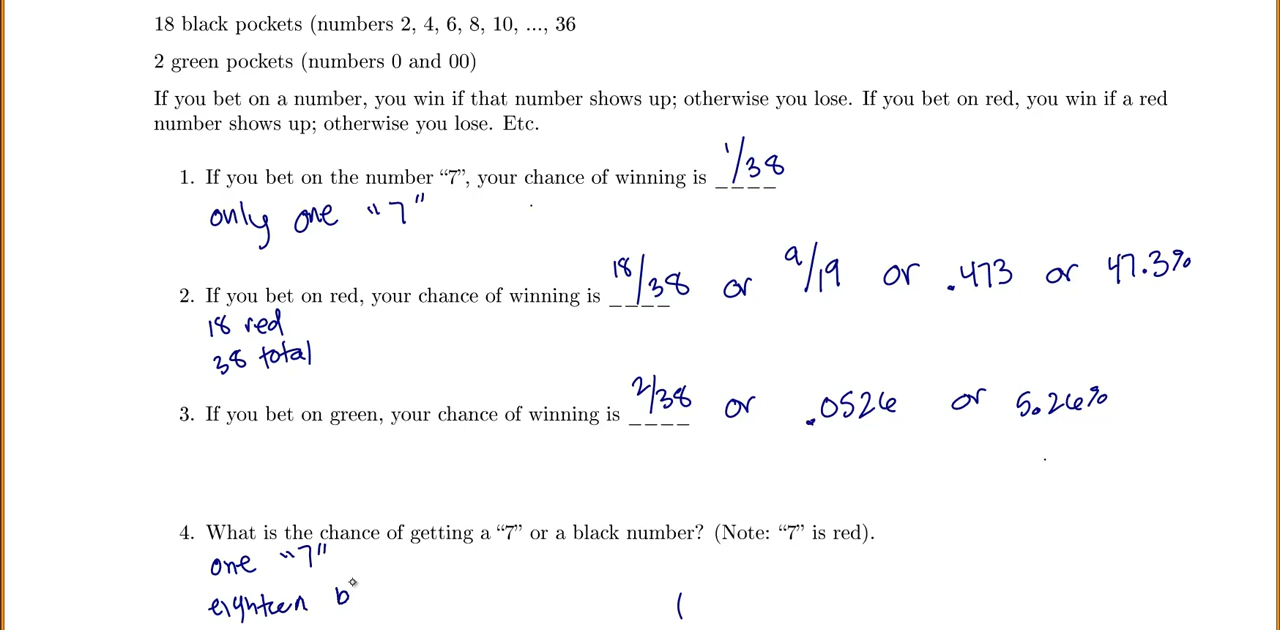 18 black pockets (numbers 2, 4, 6, 8, 10, ..., 36
2 green pockets (numbers 0 and 00)
If you bet on a number, you win if that number shows up; otherwise you lose. If you bet on red, you win if a red
number shows up; otherwise you lose. Etc.
1. If you bet on the number “7”, your chance of winning is 1/38
only one "7"
2. If you bet on red, your chance of winning is 18/38 or 9/19 or .473 or 47.3%
18 red
38 total
3. If you bet on green, your chance of winning is 2/38 or .0526 or 5.26%
4. What is the chance of getting a “7” or a black number? (Note: “7” is red).
one "7"
eighteen b (